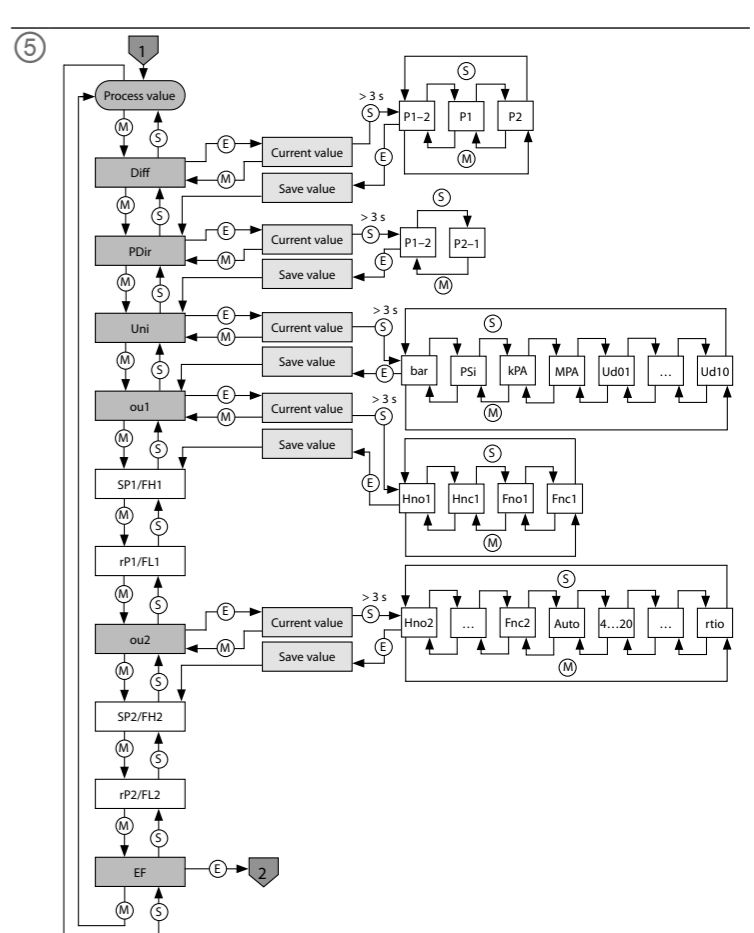 ⑤
1
Process value
M S
> 3 s
S
P1–2 P1 P2
M
E
Diff
E
M
Current value
Save value
S
E
M S
PDir
E
M
Current value
Save value
> 3 s
S
E
S
P1–2 P2–1
M
M S
Uni
E
M
Current value
Save value
> 3 s
S
E
S
bar PSi kPA MPA Ud01 ... Ud10
M
M S
ou1
E
M
Current value
Save value
> 3 s
S
E
S
Hno1 Hnc1 Fno1 Fnc1
M
M S
SP1/FH1
M S
rP1/FL1
M S
ou2
E
M
Current value
Save value
> 3 s
S
E
S
Hno2 ... Fnc2 Auto 4...20 ... rtio
M
M S
SP2/FH2
M S
rP2/FL2
M S
EF
E
2
M S